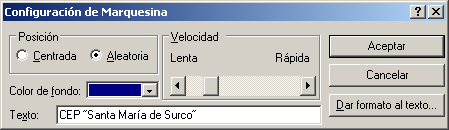 Configuración de Marquesina
Posición
Centrada
Aleatoria
Velocidad
Lenta
Rápida
Aceptar
Cancelar
Color de fondo:
Dar formato al texto...
Texto:
CEP "Santa María de Surco"